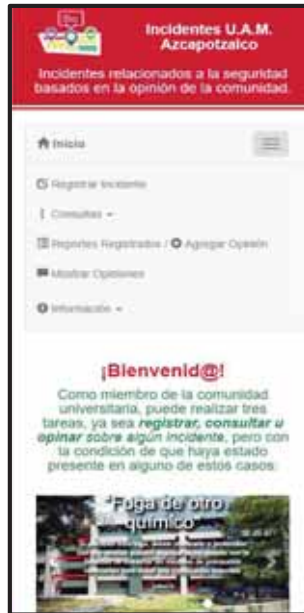 Incidentes U.A.M.
Azcapotzalco
Incidentes relacionados a la seguridad
basados en la opinión de la comunidad.
Inicio
Registrar Incidente
Consultas
Reportes Registrados / Agregar Opinión
Mostrar Opiniones
Información
¡Bienvenid@!
Como miembro de la comunidad
universitaria, puede realizar tres
tareas, ya sea registrar, consultar u
opinar sobre algún incidente, pero con
la condición de que haya estado
presente en alguno de estos casos:
"Fuga de otro
químico"